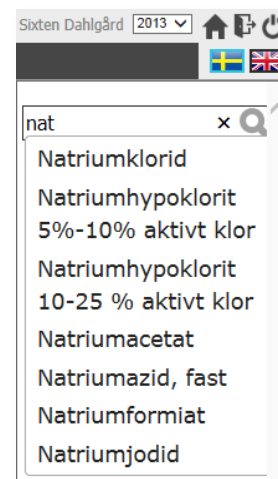 Sixten Dahlgård 2013
nat
Natriumklorid
Natriumhypoklorit
5%-10% aktivt klor
Natriumhypoklorit
10-25 % aktivt klor
Natriumacetat
Natriumazid, fast
Natriumformiat
Natriumjodid